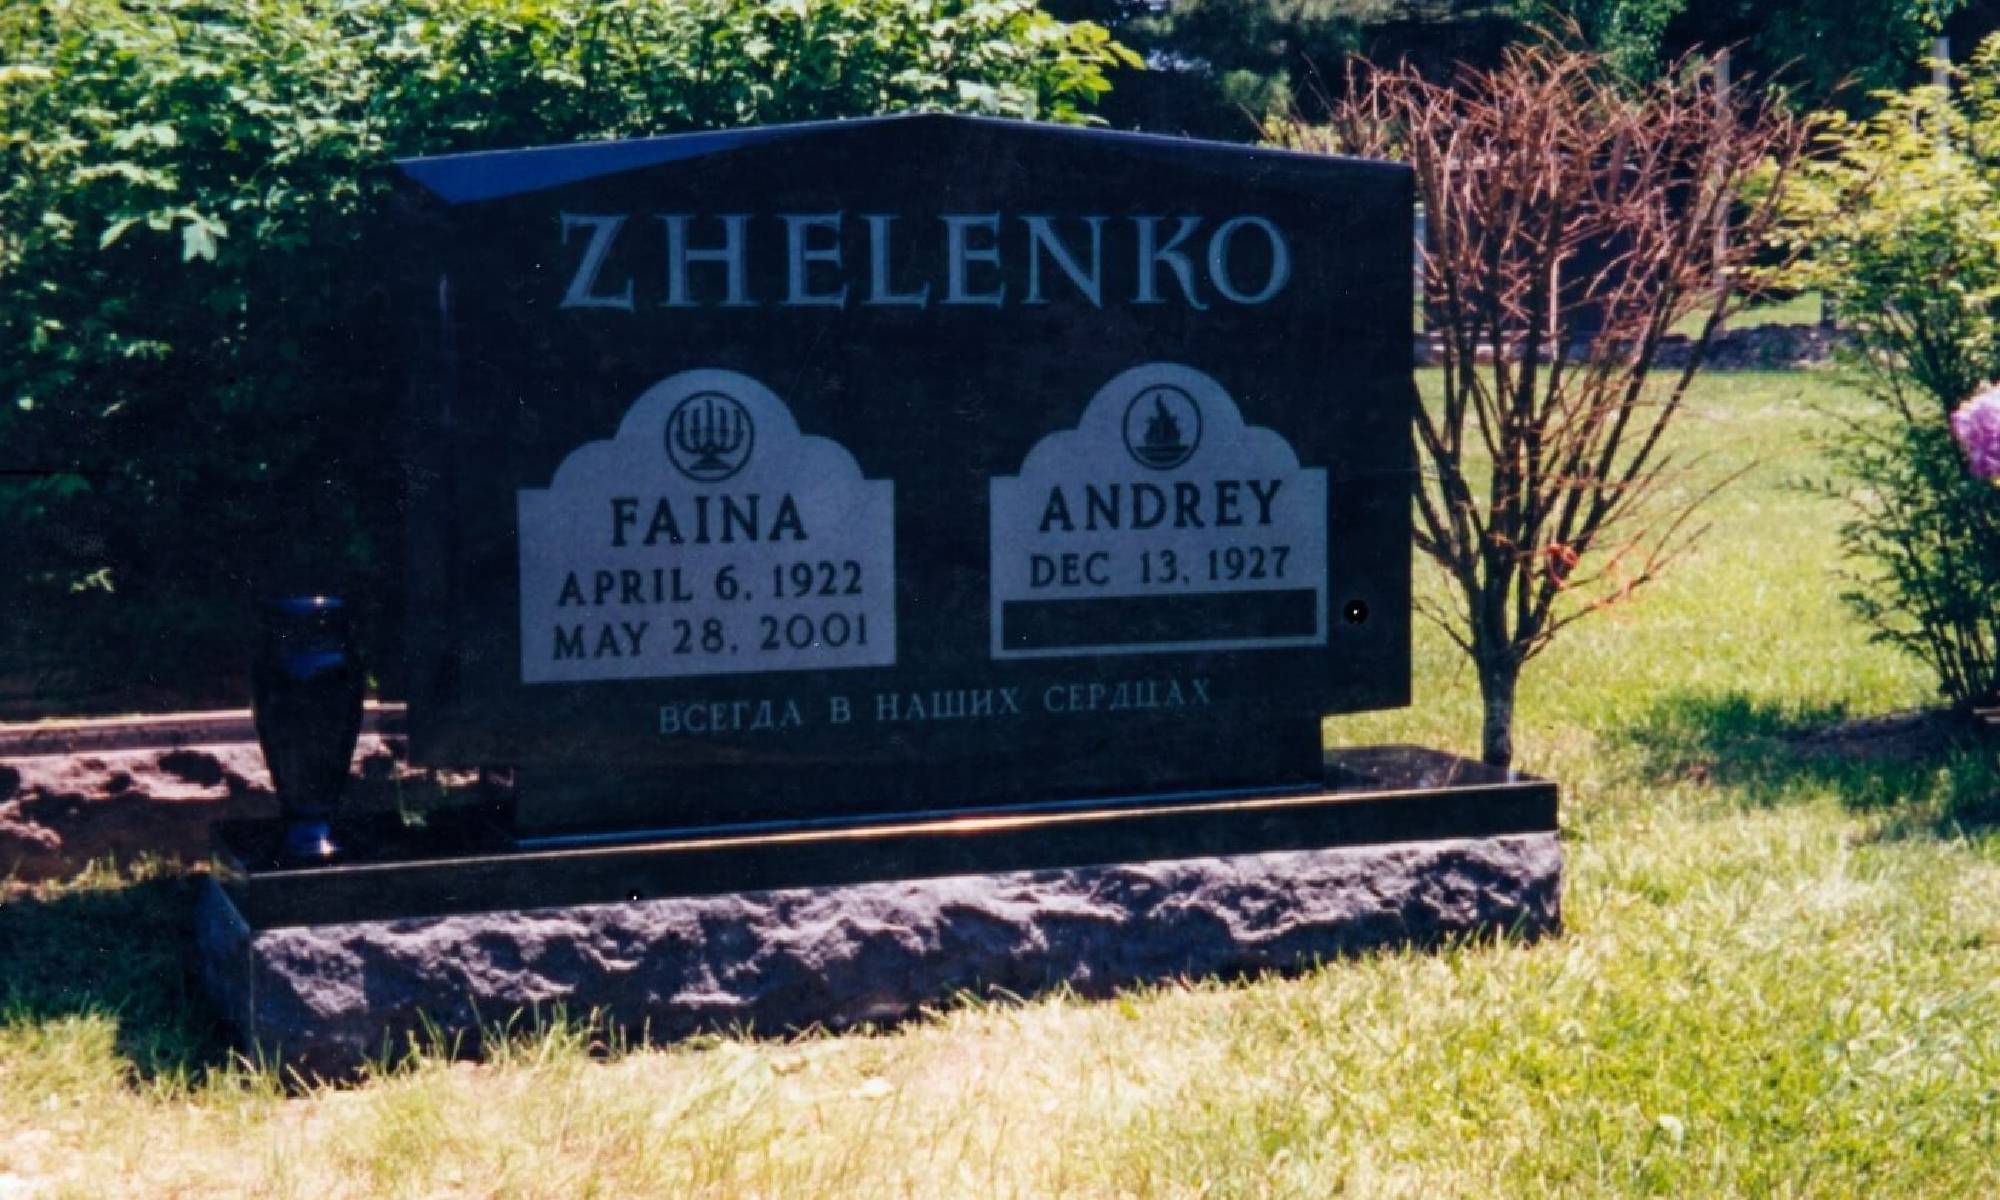 ZHELENKO
FAINA
APRIL 6, 1922
MAY 28, 2001
ANDREY
DEC 13, 1927
ВСЕГДА В НАШИХ СЕРДЦАХ